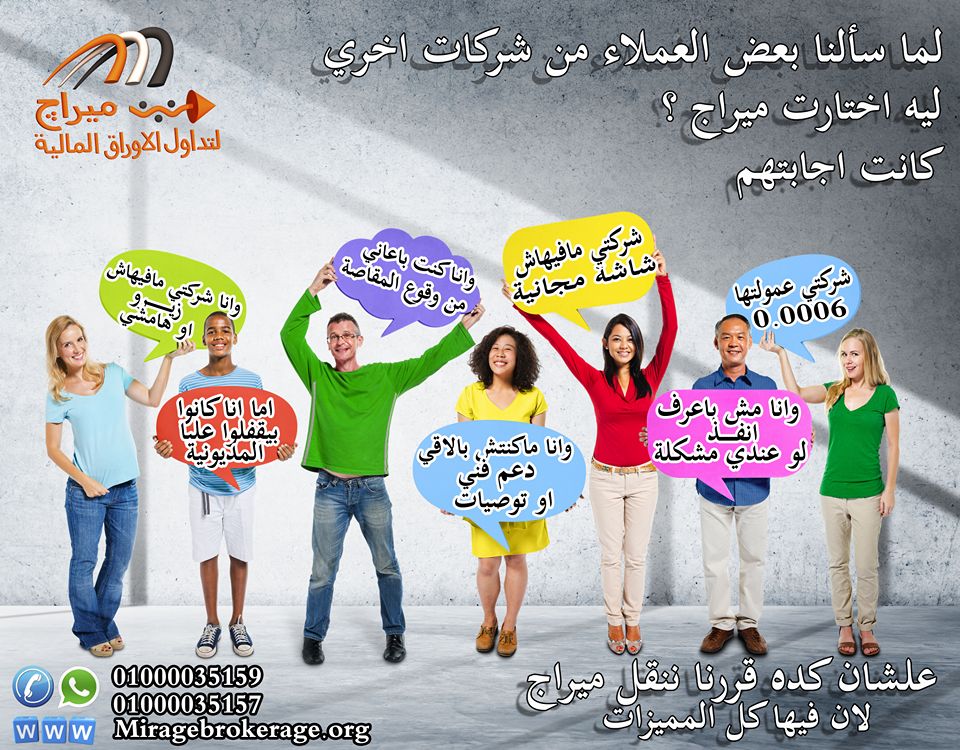 لما سألنا بعض العملاء من شركات اخري
ليه اختارت ميراج ؟
كانت اجابتهم
ميراج
لتداول الاوراق المالية
شركتي عمولتها
0.0006
شركتي مافيهاش
شاشة مجانية
وانا كنت باعاني
من وقوع المقاصة
وانا شركتي مافيهاش
زيــرو
او هامشي
وانا مش باعرف
انفــذ
لو عندي مشكلة
وانا ماكنتش بالاقي
دعم فني
او توصيات
اما انا كانوا
بيقفلوا عليا
المديونية
علشان كده قررنا ننقل ميراج
لان فيها كل المميزات
01000035159
01000035157
WWW Miragebrokerage.org